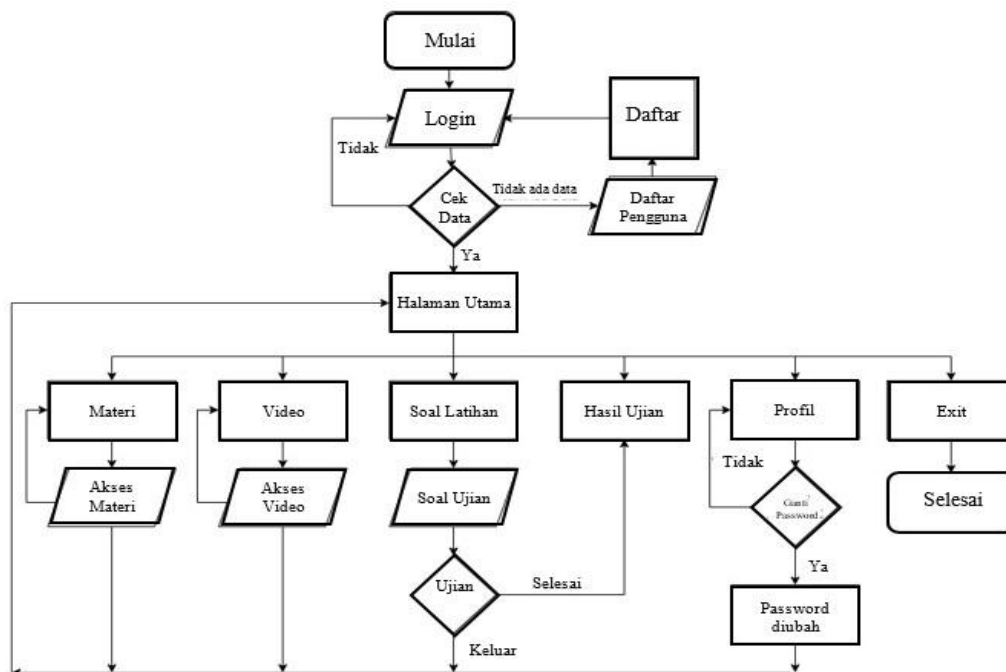 Mulai
Login
Daftar
Tidak
Cek
Data
Tidak ada data
Daftar
Pengguna
Ya
Halaman Utama
Materi
Video
Soal Latihan
Hasil Ujian
Profil
Exit
Akses
Materi
Akses
Video
Soal Ujian
Tidak
Ganti
Password?
Selesai
Ujian
Selesai
Ya
Password
diubah
Keluar